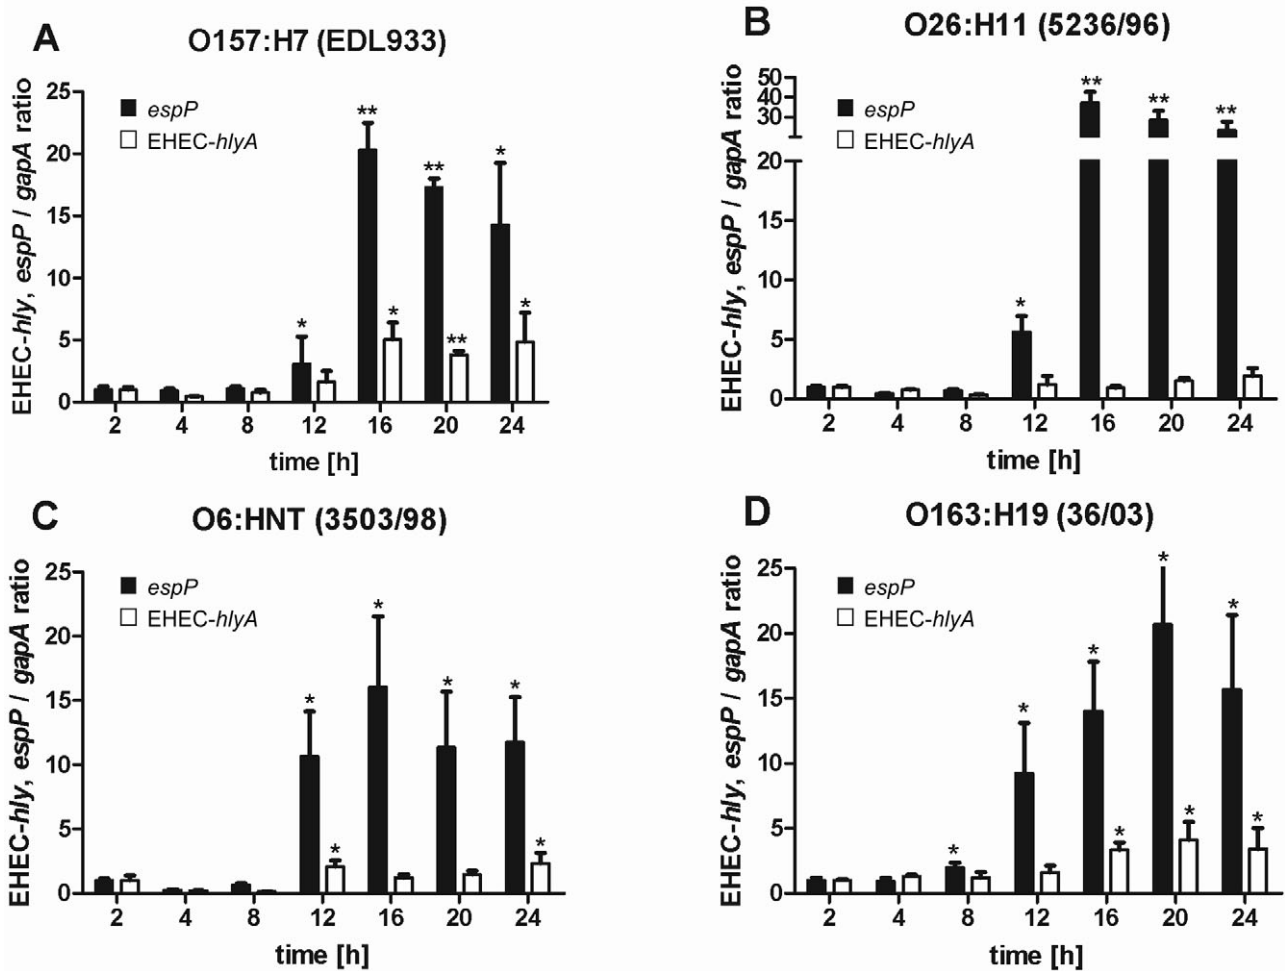 A
O157:H7 (EDL933)
EHEC-hly, espP / gapA ratio
25
20
15
10
5
0
espP
EHEC-hlyA
*
**
*
**
**
*
*
2 4 8 12 16 20 24
time [h]
B
O26:H11 (5236/96)
EHEC-hly, espP / gapA ratio
50
40
30
20
15
10
5
0
espP
EHEC-hlyA
*
**
**
**
2 4 8 12 16 20 24
time [h]
C
O6:HNT (3503/98)
EHEC-hly, espP / gapA ratio
25
20
15
10
5
0
espP
EHEC-hlyA
*
*
*
*
*
*
2 4 8 12 16 20 24
time [h]
D
O163:H19 (36/03)
EHEC-hly, espP / gapA ratio
25
20
15
10
5
0
espP
EHEC-hlyA
*
*
*
*
*
*
*
*
2 4 8 12 16 20 24
time [h]